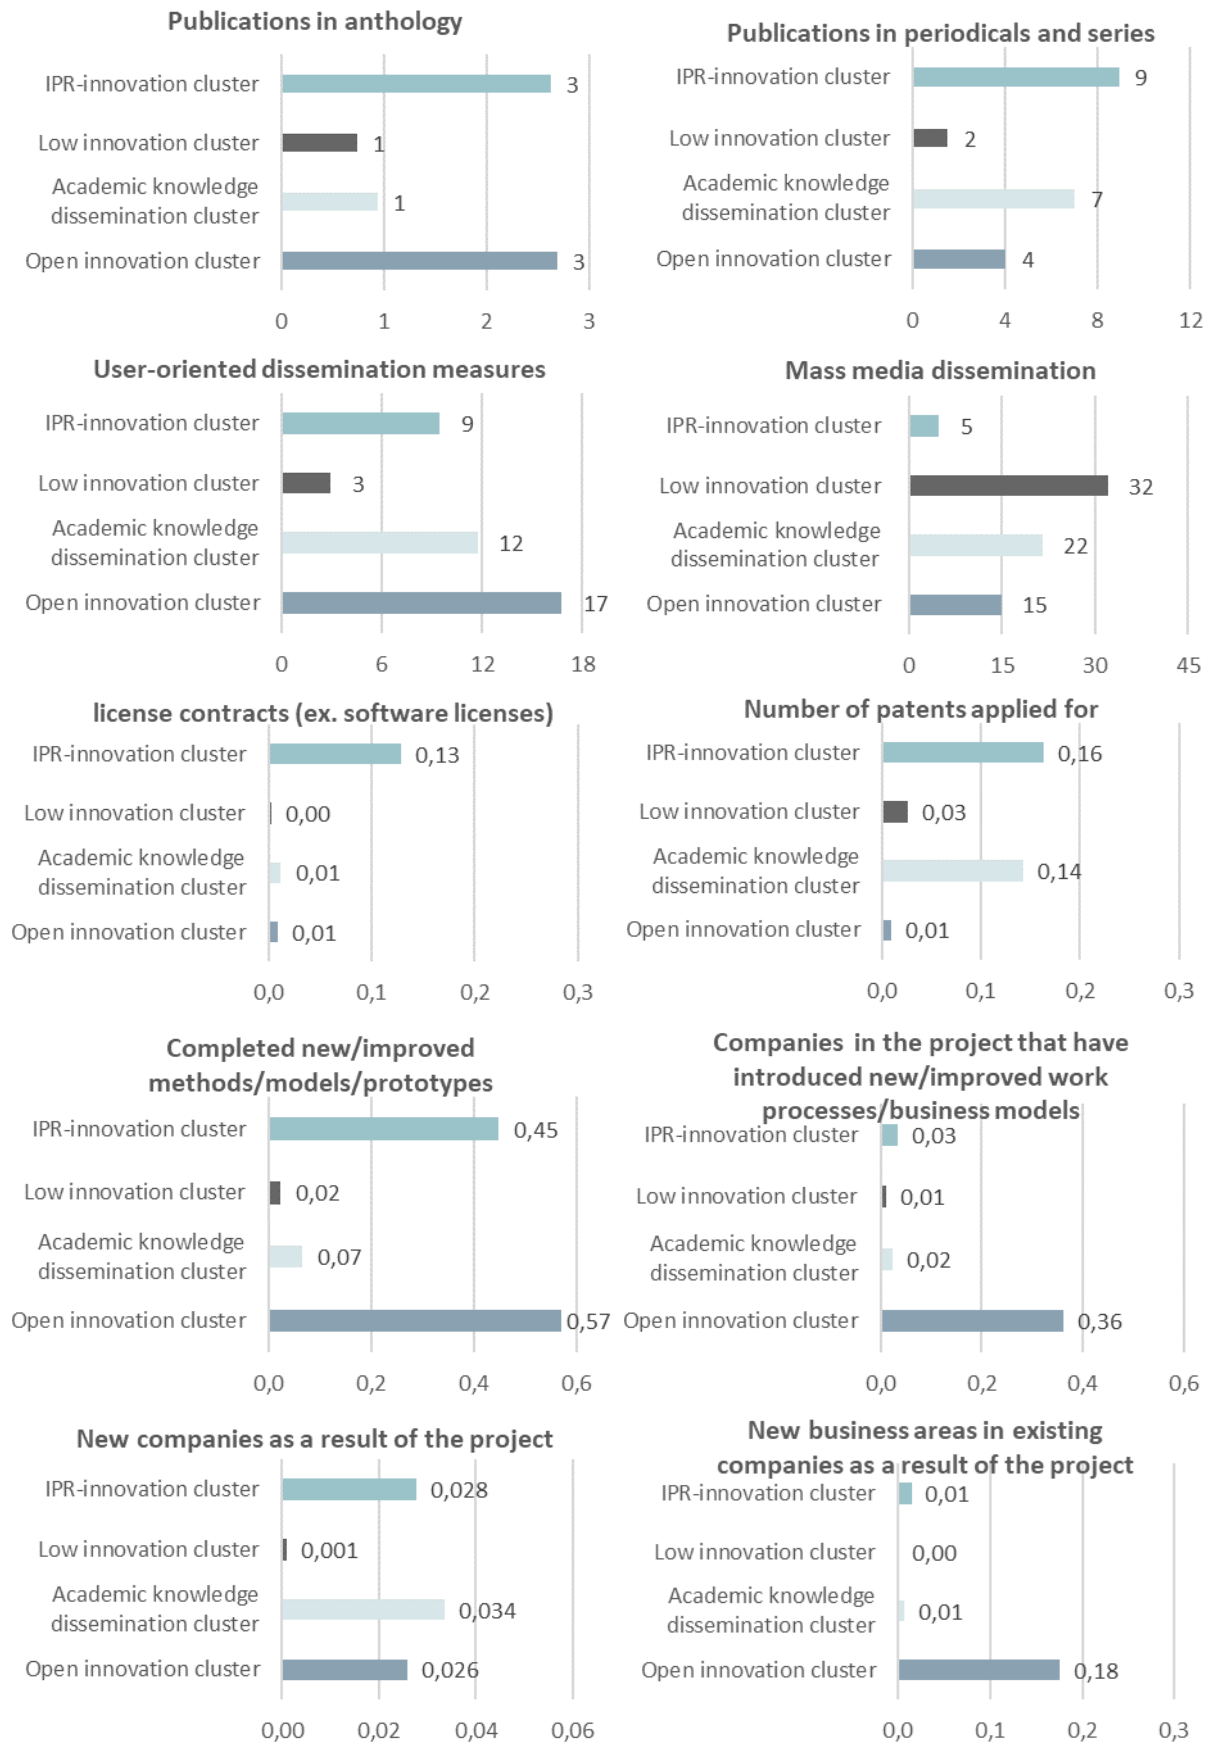 Publications in anthology
IPR-innovation cluster
3
Low innovation cluster
1
Academic knowledge
dissemination cluster
1
Open innovation cluster
3
0 1 2 3
Publications in periodicals and series
IPR-innovation cluster
9
Low innovation cluster
2
Academic knowledge
dissemination cluster
7
Open innovation cluster
4
0 4 8 12
User-oriented dissemination measures
IPR-innovation cluster
9
Low innovation cluster
3
Academic knowledge
dissemination cluster
12
Open innovation cluster
17
0 6 12 18
Mass media dissemination
IPR-innovation cluster
5
Low innovation cluster
32
Academic knowledge
dissemination cluster
22
Open innovation cluster
15
0 15 30 45
license contracts (ex. software licenses)
IPR-innovation cluster
0,13
Low innovation cluster
0,00
Academic knowledge
dissemination cluster
0,01
Open innovation cluster
0,01
0,0 0,1 0,2 0,3
Number of patents applied for
IPR-innovation cluster
0,16
Low innovation cluster
0,03
Academic knowledge
dissemination cluster
0,14
Open innovation cluster
0,01
0,0 0,1 0,2 0,3
Completed new/improved
methods/models/prototypes
IPR-innovation cluster
0,45
Low innovation cluster
0,02
Academic knowledge
dissemination cluster
0,07
Open innovation cluster
0,57
0,0 0,2 0,4 0,6
Companies in the project that have
introduced new/improved work
processes/business models
IPR-innovation cluster
0,03
Low innovation cluster
0,01
Academic knowledge
dissemination cluster
0,02
Open innovation cluster
0,36
0,0 0,2 0,4 0,6
New companies as a result of the project
IPR-innovation cluster
0,028
Low innovation cluster
0,001
Academic knowledge
dissemination cluster
0,034
Open innovation cluster
0,026
0,00 0,02 0,04 0,06
New business areas in existing
companies as a result of the project
IPR-innovation cluster
0,01
Low innovation cluster
0,00
Academic knowledge
dissemination cluster
0,01
Open innovation cluster
0,18
0,0 0,1 0,2 0,3